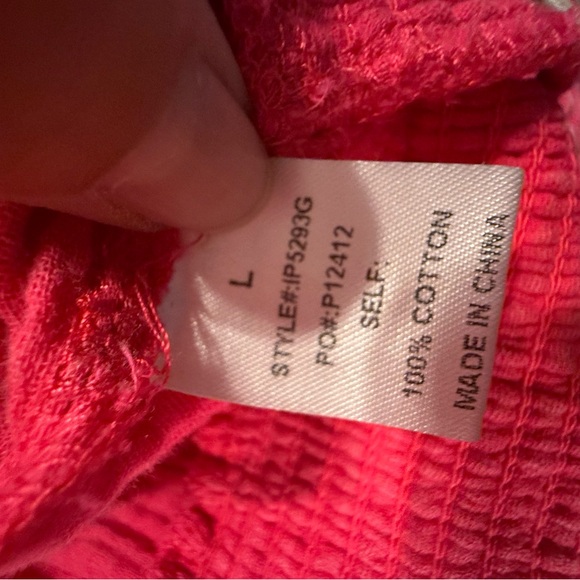 L
STYLE#:IP5293G
PO#:P12412
SELF:
100% COTTON
MADE IN CHINA